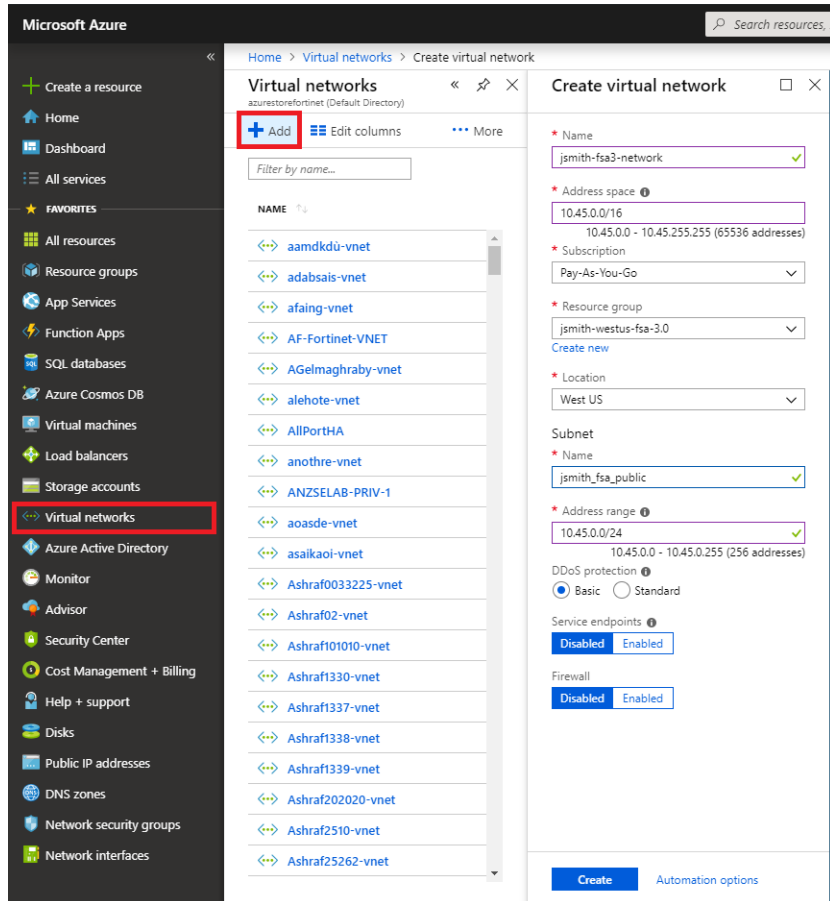 Microsoft Azure
Search resources,
«
Create a resource
Home
Dashboard
All services
FAVORITES
All resources
Resource groups
App Services
Function Apps
SQL databases
Azure Cosmos DB
Virtual machines
Load balancers
Storage accounts
Virtual networks
Azure Active Directory
Monitor
Advisor
Security Center
Cost Management + Billing
Help + support
Disks
Public IP addresses
DNS zones
Network security groups
Network interfaces
Home > Virtual networks > Create virtual network
Virtual networks «
azurestorefortinet (Default Directory)
Add Edit columns ••• More
Filter by name...
NAME ↑↓
aamdkdù-vnet
adabsais-vnet
afaing-vnet
AF-Fortinet-VNET
AGelmaghraby-vnet
alehote-vnet
AllPortHA
anothre-vnet
ANZSELAB-PRIV-1
aoasde-vnet
asaikaoi-vnet
Ashraf0033225-vnet
Ashraf02-vnet
Ashraf101010-vnet
Ashraf1330-vnet
Ashraf1337-vnet
Ashraf1338-vnet
Ashraf1339-vnet
Ashraf202020-vnet
Ashraf2510-vnet
Ashraf25262-vnet
Create virtual network
* Name
jsmith-fsa3-network
* Address space
10.45.0.0/16
10.45.0.0 - 10.45.255.255 (65536 addresses)
* Subscription
Pay-As-You-Go
* Resource group
jsmith-westus-fsa-3.0
Create new
* Location
West US
Subnet
* Name
jsmith_fsa_public
* Address range
10.45.0.0/24
10.45.0.0 - 10.45.0.255 (256 addresses)
DDoS protection
Basic Standard
Service endpoints
Disabled Enabled
Firewall
Disabled Enabled
Create Automation options